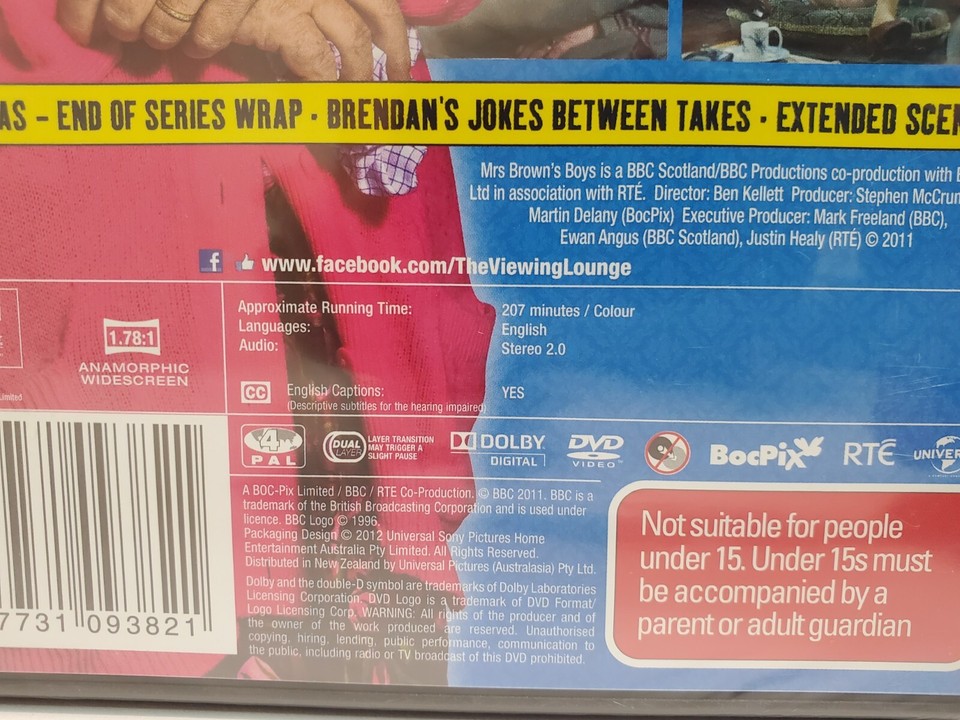 AS – END OF SERIES WRAP · BRENDAN'S JOKES BETWEEN TAKES · EXTENDED SCEN
Mrs Brown's Boys is a BBC Scotland/BBC Productions co-production with
Ltd in association with RTÉ. Director: Ben Kellett Producer: Stephen McCrum
Martin Delany (BocPix) Executive Producer: Mark Freeland (BBC),
Ewan Angus (BBC Scotland), Justin Healy (RTÉ) © 2011
f www.facebook.com/TheViewingLounge
Approximate Running Time: 207 minutes / Colour
Languages: English
Audio: Stereo 2.0
1.78:1
ANAMORPHIC
WIDESCREEN
Limited
CC English Captions: YES
(Descriptive subtitles for the hearing impaired)
4
PAL
DUAL
LAYER
LAYER TRANSITION
MAY TRIGGER A
SLIGHT PAUSE
DOLBY
DIGITAL
DVD
VIDEO™
BocPix
RTÉ
UNIVER
A BOC-Pix Limited / BBC / RTE Co-Production. © BBC 2011. BBC is a
trademark of the British Broadcasting Corporation and is used under
licence. BBC Logo © 1996.
Packaging Design © 2012 Universal Sony Pictures Home
Entertainment Australia Pty Limited. All Rights Reserved.
Distributed in New Zealand by Universal Pictures (Australasia) Pty Ltd.
Dolby and the double-D symbol are trademarks of Dolby Laboratories
Licensing Corporation. DVD Logo is a trademark of DVD Format/
Logo Licensing Corp. WARNING: All rights of the producer and of
the owner of the work produced are reserved. Unauthorised
copying, hiring, lending, public performance, communication to
the public, including radio or TV broadcast of this DVD prohibited.
7731 093821
Not suitable for people
under 15. Under 15s must
be accompanied by a
parent or adult guardian